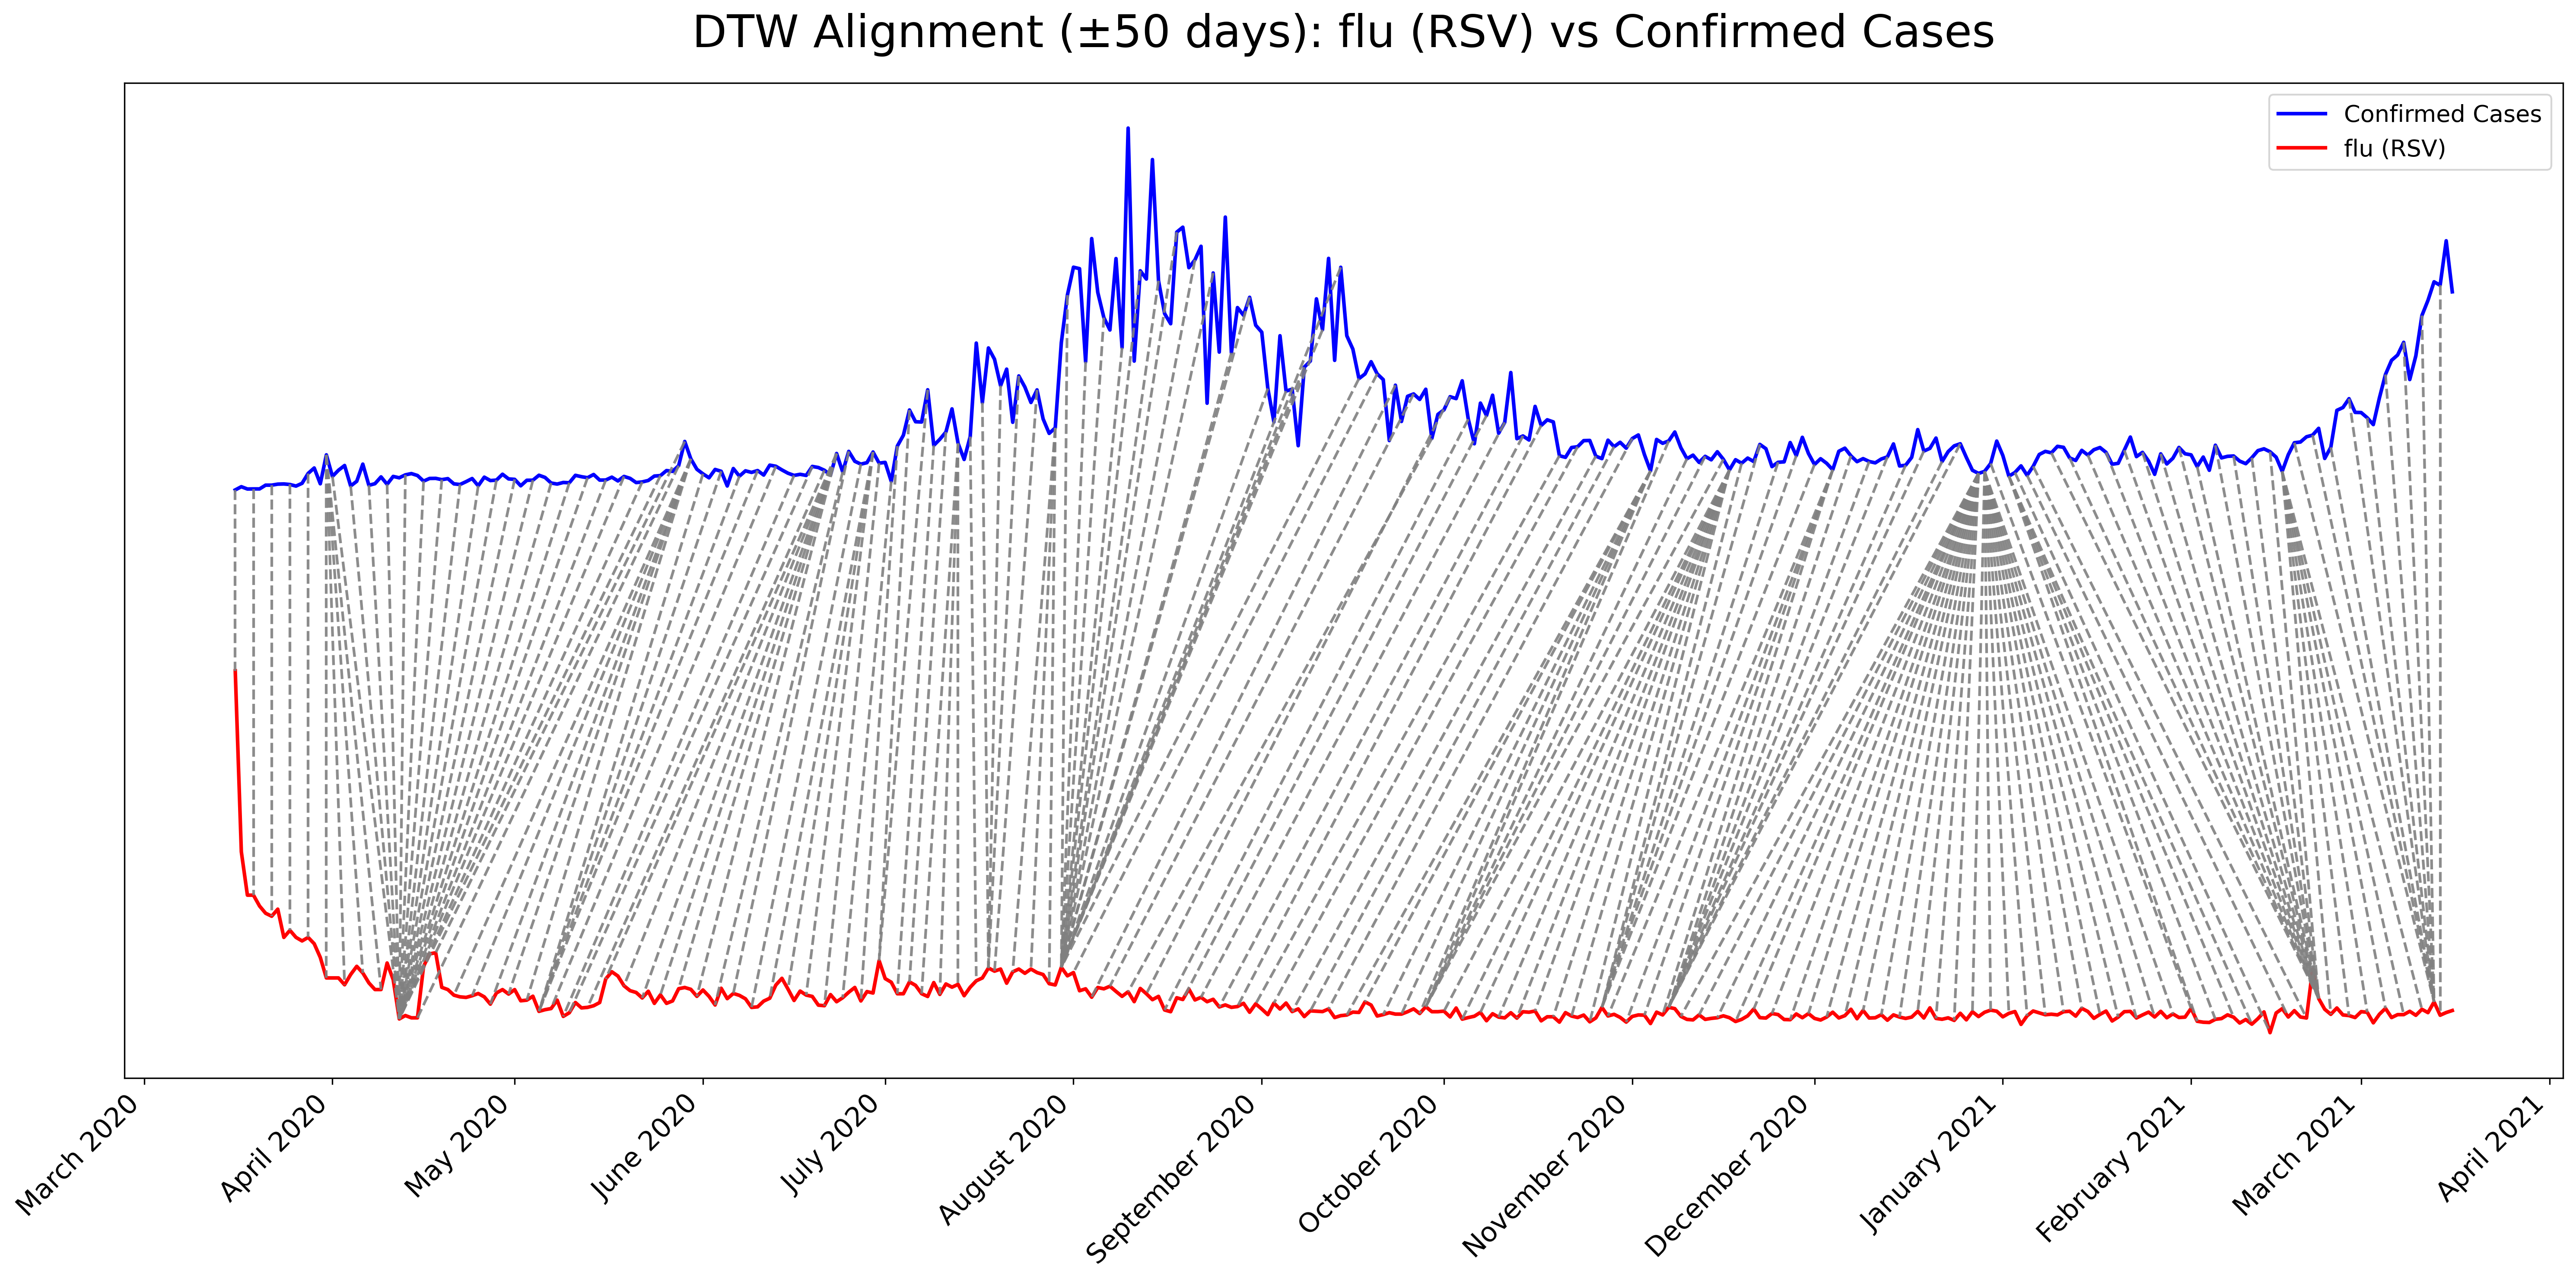 DTW Alignment (±50 days): flu (RSV) vs Confirmed Cases
Confirmed Cases
flu (RSV)
March 2020
April 2020
May 2020
June 2020
July 2020
August 2020
September 2020
October 2020
November 2020
December 2020
January 2021
February 2021
March 2021
April 2021